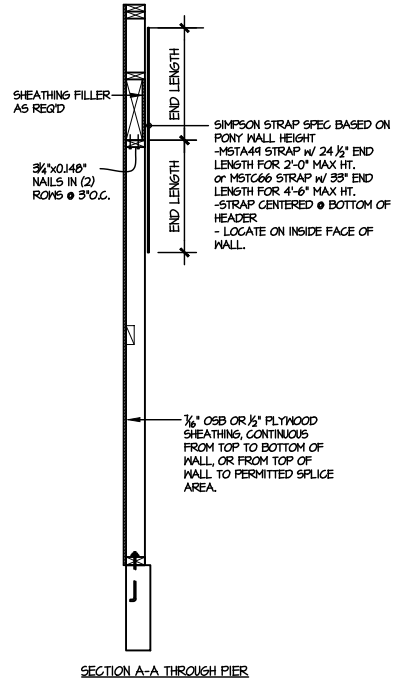 END LENGTH
SHEATHING FILLER
AS REQ'D
SIMPSON STRAP SPEC BASED ON
PONY WALL HEIGHT
-MSTA49 STRAP W/ 24 ½" END
LENGTH FOR 2'-0" MAX HT.
or MSTC66 STRAP W/ 33" END
LENGTH FOR 4'-6" MAX HT.
-STRAP CENTERED @ BOTTOM OF
HEADER
- LOCATE ON INSIDE FACE OF
WALL.
3¼"x0.148"
NAILS IN (2)
ROWS @ 3"O.C.
END LENGTH
7/16" OSB OR ½" PLYWOOD
SHEATHING, CONTINUOUS
FROM TOP TO BOTTOM OF
WALL, OR FROM TOP OF
WALL TO PERMITTED SPLICE
AREA.
SECTION A-A THROUGH PIER